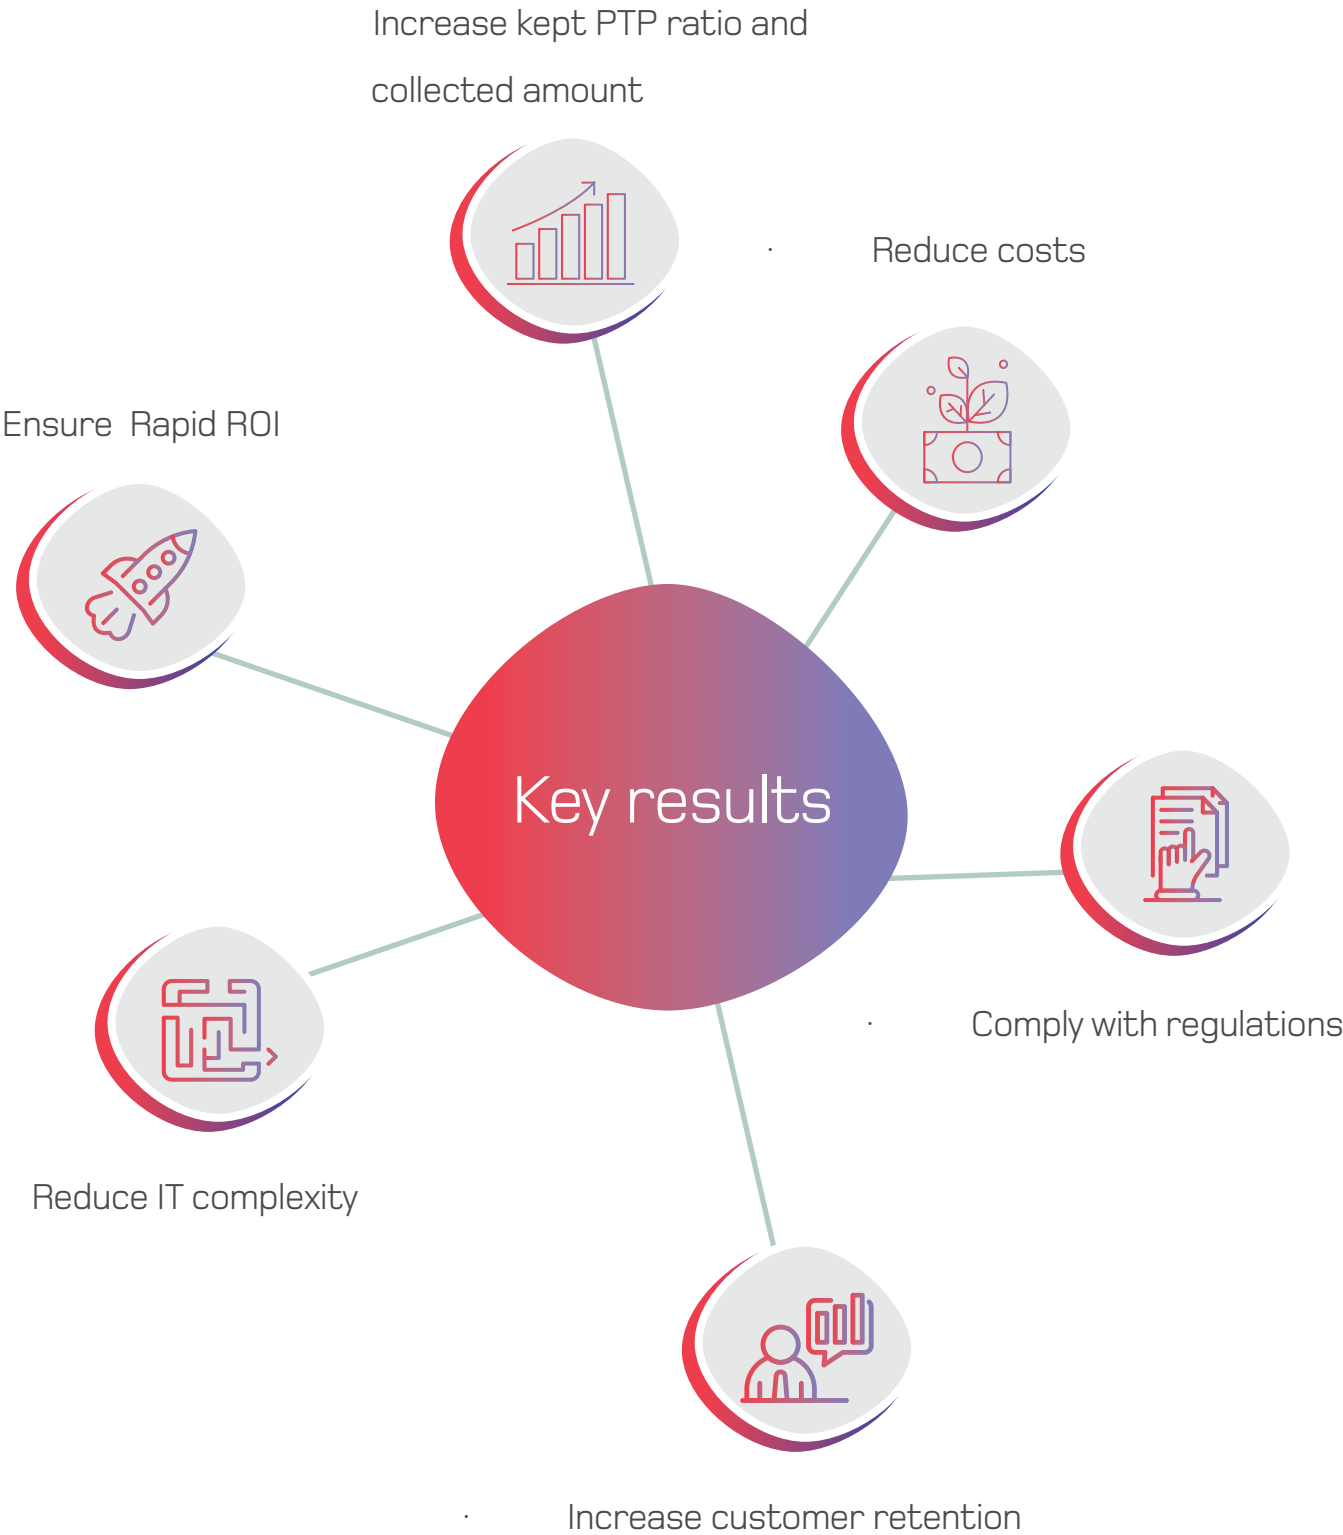 Increase kept PTP ratio and
collected amount
· Reduce costs
Ensure Rapid ROI
Key results
· Comply with regulations
Reduce IT complexity
· Increase customer retention